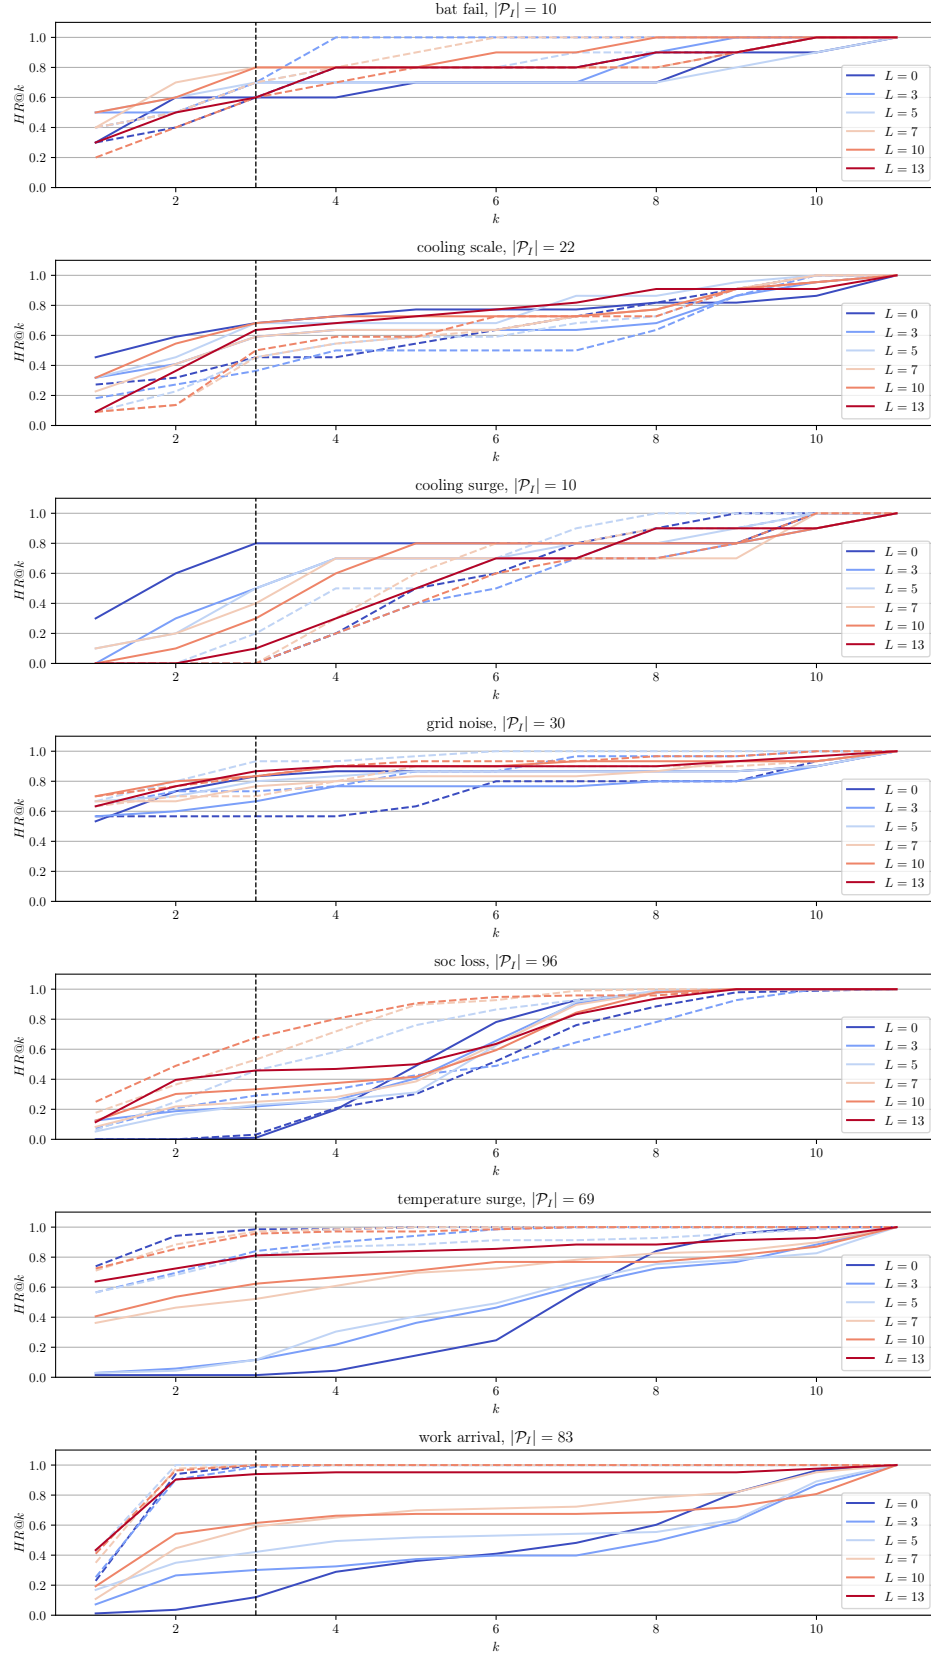 bat fail, |𝒫_I| = 10
HR@k
1.0
0.8
0.6
0.4
0.2
0.0
2 4 6 8 10
k
L = 0
L = 3
L = 5
L = 7
L = 10
L = 13
cooling scale, |𝒫_I| = 22
HR@k
1.0
0.8
0.6
0.4
0.2
0.0
2 4 6 8 10
k
L = 0
L = 3
L = 5
L = 7
L = 10
L = 13
cooling surge, |𝒫_I| = 10
HR@k
1.0
0.8
0.6
0.4
0.2
0.0
2 4 6 8 10
k
L = 0
L = 3
L = 5
L = 7
L = 10
L = 13
grid noise, |𝒫_I| = 30
HR@k
1.0
0.8
0.6
0.4
0.2
0.0
2 4 6 8 10
k
L = 0
L = 3
L = 5
L = 7
L = 10
L = 13
soc loss, |𝒫_I| = 96
HR@k
1.0
0.8
0.6
0.4
0.2
0.0
2 4 6 8 10
k
L = 0
L = 3
L = 5
L = 7
L = 10
L = 13
temperature surge, |𝒫_I| = 69
HR@k
1.0
0.8
0.6
0.4
0.2
0.0
2 4 6 8 10
k
L = 0
L = 3
L = 5
L = 7
L = 10
L = 13
work arrival, |𝒫_I| = 83
HR@k
1.0
0.8
0.6
0.4
0.2
0.0
2 4 6 8 10
k
L = 0
L = 3
L = 5
L = 7
L = 10
L = 13